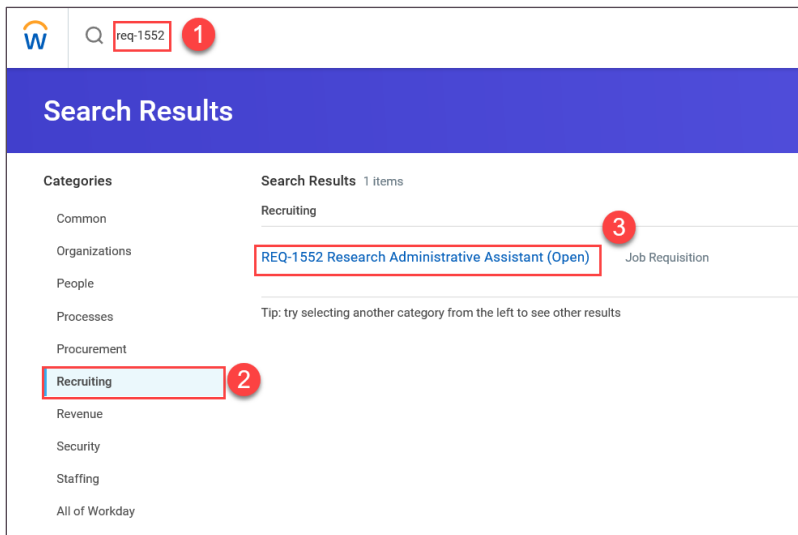 W
req-1552
1
Search Results
Categories
Common
Organizations
People
Processes
Procurement
Recruiting
2
Revenue
Security
Staffing
All of Workday
Search Results 1 items
Recruiting
3
REQ-1552 Research Administrative Assistant (Open) Job Requisition
Tip: try selecting another category from the left to see other results